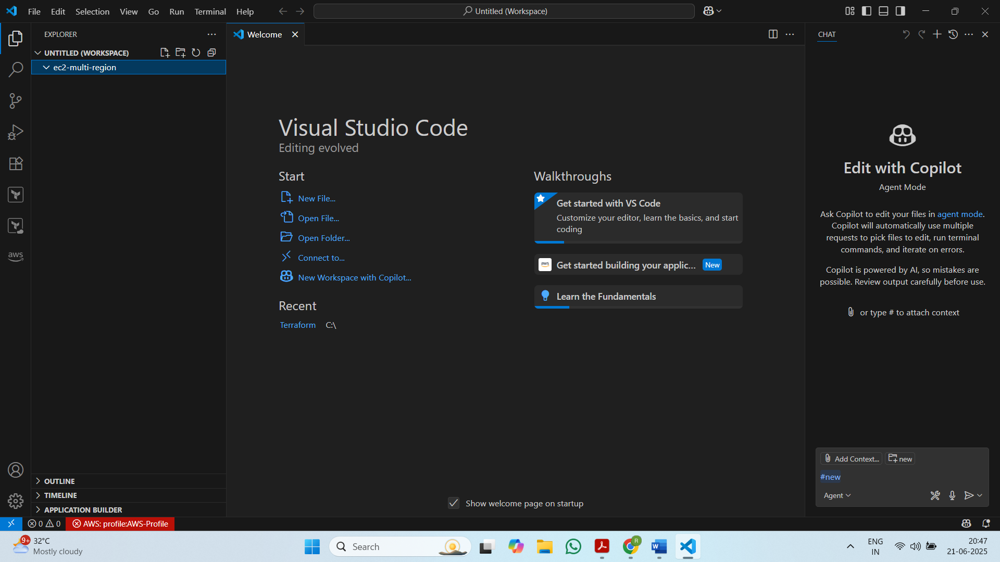 File Edit Selection View Go Run Terminal Help
Untitled (Workspace)
EXPLORER
UNTITLED (WORKSPACE)
ec2-multi-region
OUTLINE
TIMELINE
APPLICATION BUILDER
Welcome
Visual Studio Code
Editing evolved
Start
New File...
Open File...
Open Folder...
Connect to...
New Workspace with Copilot...
Recent
Terraform C:\
Walkthroughs
Get started with VS Code
Customize your editor, learn the basics, and start
coding
aws
Get started building your applic... New
Learn the Fundamentals
Show welcome page on startup
CHAT
Edit with Copilot
Agent Mode
Ask Copilot to edit your files in agent mode.
Copilot will automatically use multiple
requests to pick files to edit, run terminal
commands, and iterate on errors.
Copilot is powered by AI, so mistakes are
possible. Review output carefully before use.
or type # to attach context
Add Context... new
#new
Agent
aws
0 0 AWS: profile:AWS-Profile
9+
32°C
Mostly cloudy
Search
R
W
ENG
IN
20:47
21-06-2025